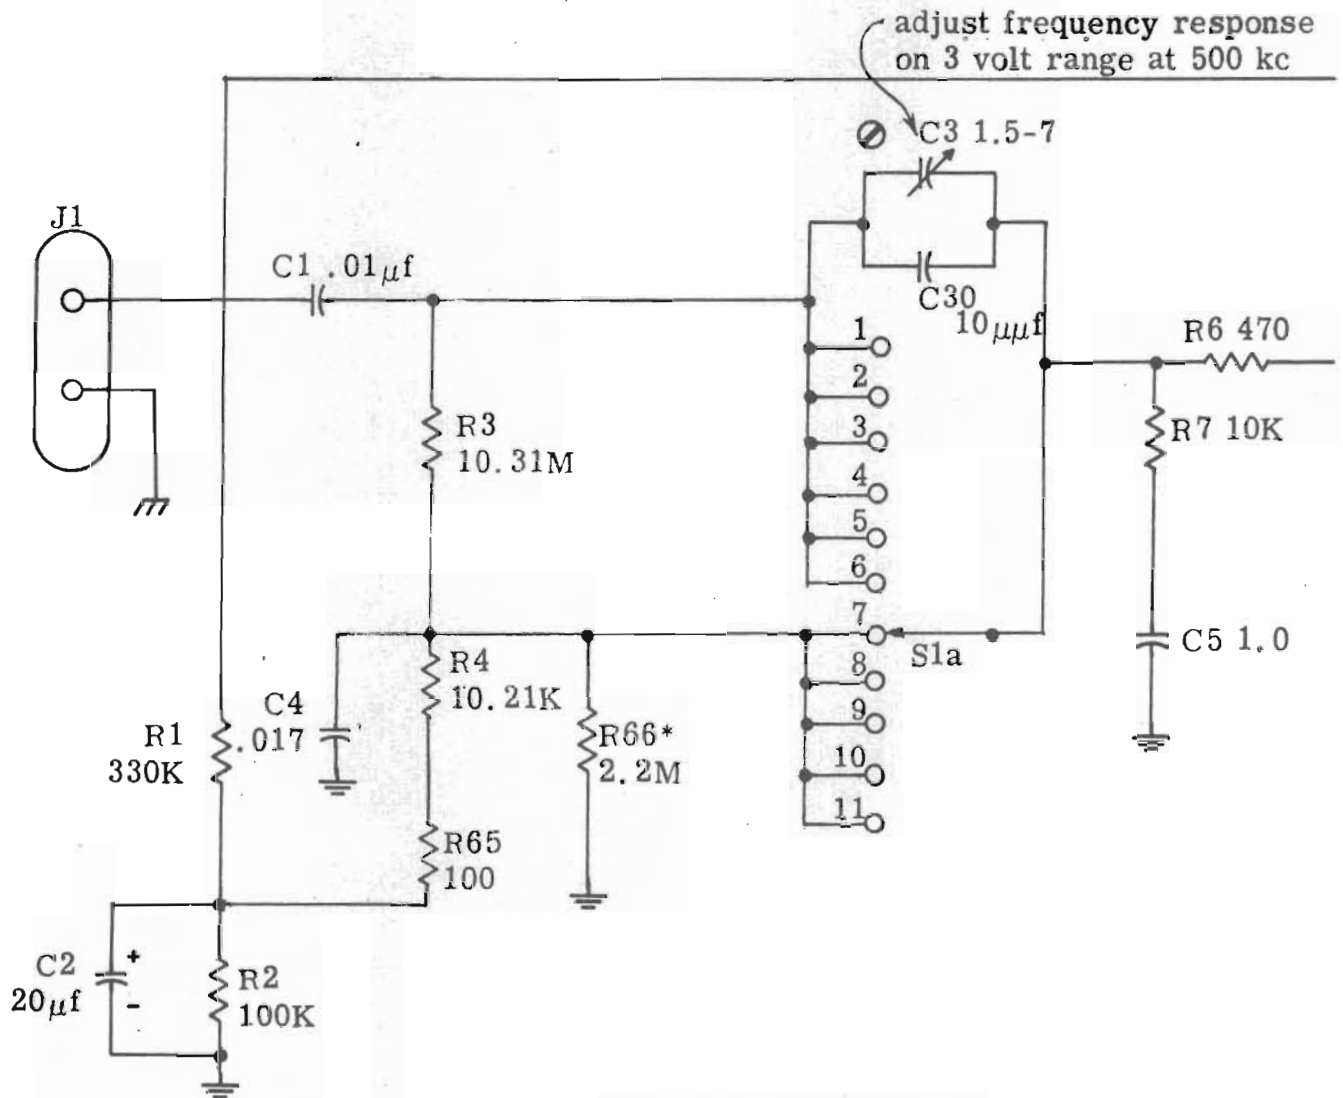 adjust frequency response
on 3 volt range at 500 kc
C3 1.5-7
J1
C1 .01μf
C30
10μμf
1
2
3
4
5
6
7
8
9
10
11
R6 470
R3
10.31M
R7 10K
S1a
C5 1.0
R4
10.21K
C4
.017
R66*
2.2M
R1
330K
R65
100
C2
20μf
+
-
R2
100K